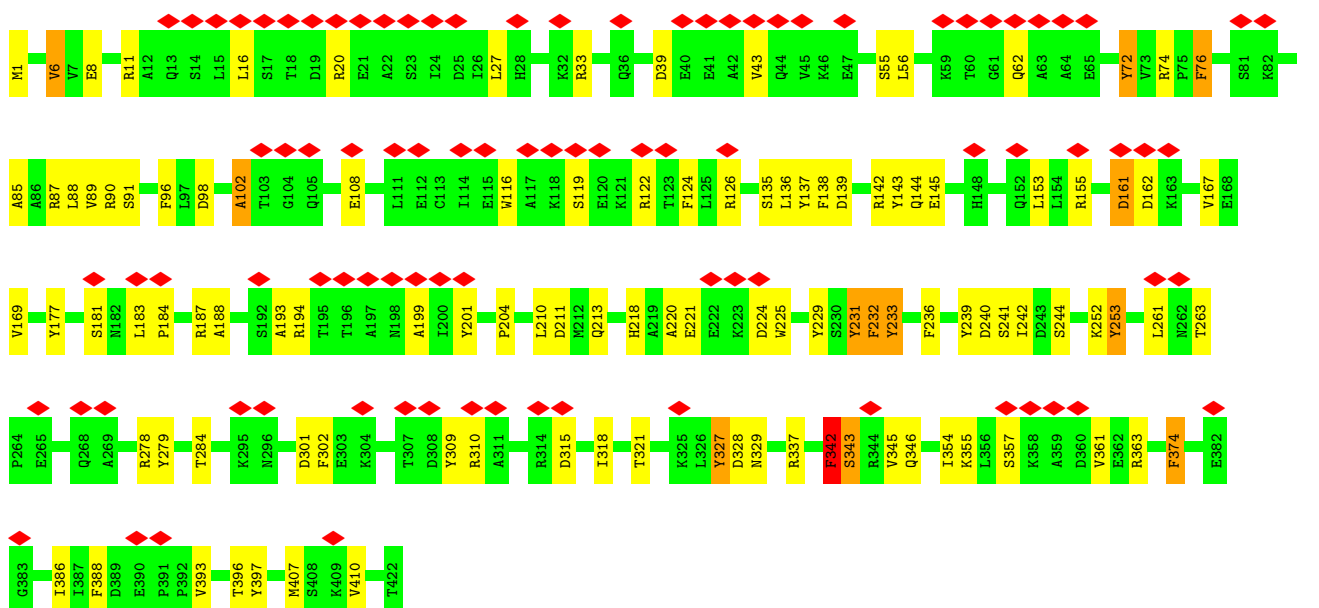 M1 V6 V7 E8 R11 A12 Q13 S14 L15 L16 S17 T18 D19 R20 E21 A22 S23 I24 D25 I26 L27 H28 K32 R33 Q36 D39 E40 E41 A42 V43 Q44 V45 K46 E47 S55 L56 K59 T60 G61 Q62 A63 A64 E65 Y72 V73 R74 P75 F76 S81 K82
A85 A86 R87 L88 V89 R90 S91 F96 L97 D98 A102 T103 G104 Q105 E108 L111 E112 C113 I114 E115 W116 A117 K118 S119 E120 K121 R122 T123 F124 L125 R126 S135 L136 Y137 F138 D139 R142 Y143 Q144 E145 H148 Q152 L153 L154 R155 D161 D162 K163 V167 E168
V169 Y177 S181 N182 L183 P184 R187 A188 S192 A193 R194 T195 T196 A197 N198 A199 I200 Y201 P204 L210 D211 M212 Q213 H218 A219 A220 E221 E222 K223 D224 W225 Y229 S230 Y231 F232 Y233 F236 Y239 D240 S241 I242 D243 S244 K252 Y253 L261 N262 T263
P264 E265 Q268 A269 R278 Y279 T284 K295 N296 D301 F302 E303 K304 T307 D308 Y309 R310 A311 R314 D315 I318 T321 K325 L326 Y327 D328 N329 R337 F342 S343 R344 V345 Q346 I354 K355 L356 S357 K358 A359 D360 V361 E362 R363 F374 E382
G383 I386 I387 F388 D389 E390 P391 P392 V393 T396 Y397 M407 S408 K409 V410 T422